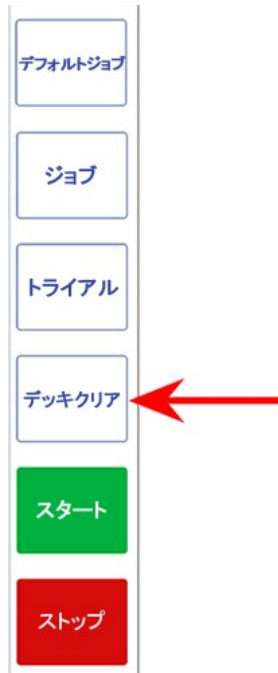 デフォルトジョブ
ジョブ
トライアル
デッキクリア
スタート
ストップ